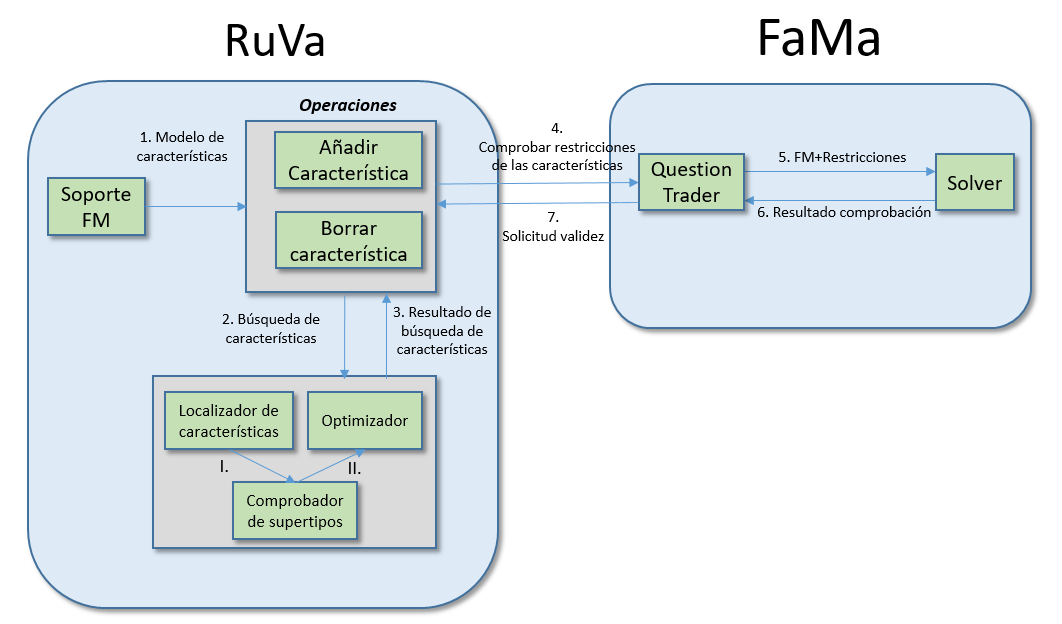 RuVa
FaMa
Operaciones
1. Modelo de
características
Soporte
FM
Añadir
Característica
Borrar
característica
4.
Comprobar restricciones
de las características
7.
Solicitud validez
Question
Trader
5. FM+Restricciones
6. Resultado comprobación
Solver
2. Búsqueda de
características
3. Resultado de
búsqueda de
características
Localizador de
características
Optimizador
I.
II.
Comprobador
de supertipos